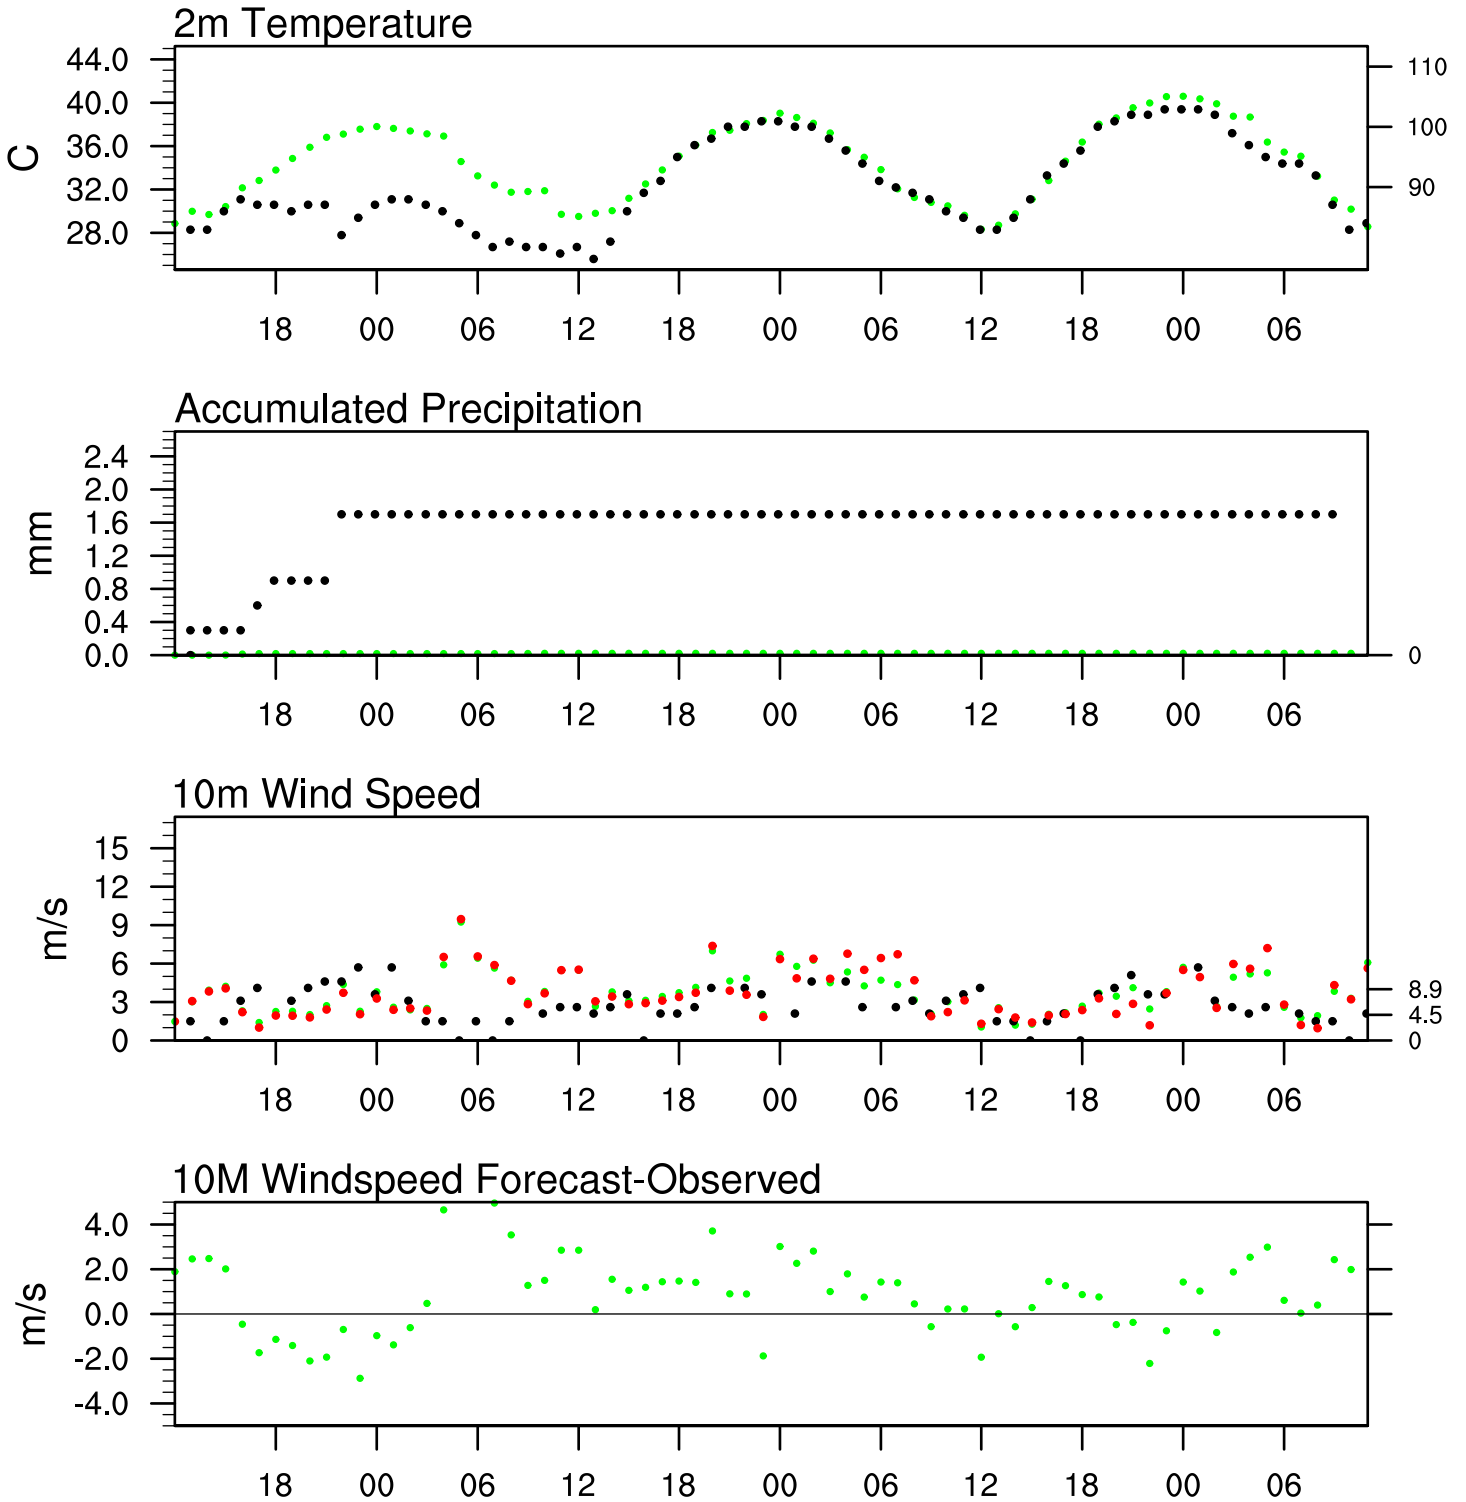 2m Temperature
44.0
40.0
36.0
32.0
28.0
C
110
100
90
18 00 06 12 18 00 06 12 18 00 06
Accumulated Precipitation
2.4
2.0
1.6
1.2
0.8
0.4
0.0
mm
0
18 00 06 12 18 00 06 12 18 00 06
10m Wind Speed
15
12
9
6
3
0
m/s
8.9
4.5
0
18 00 06 12 18 00 06 12 18 00 06
10M Windspeed Forecast-Observed
4.0
2.0
0.0
-2.0
-4.0
m/s
18 00 06 12 18 00 06 12 18 00 06